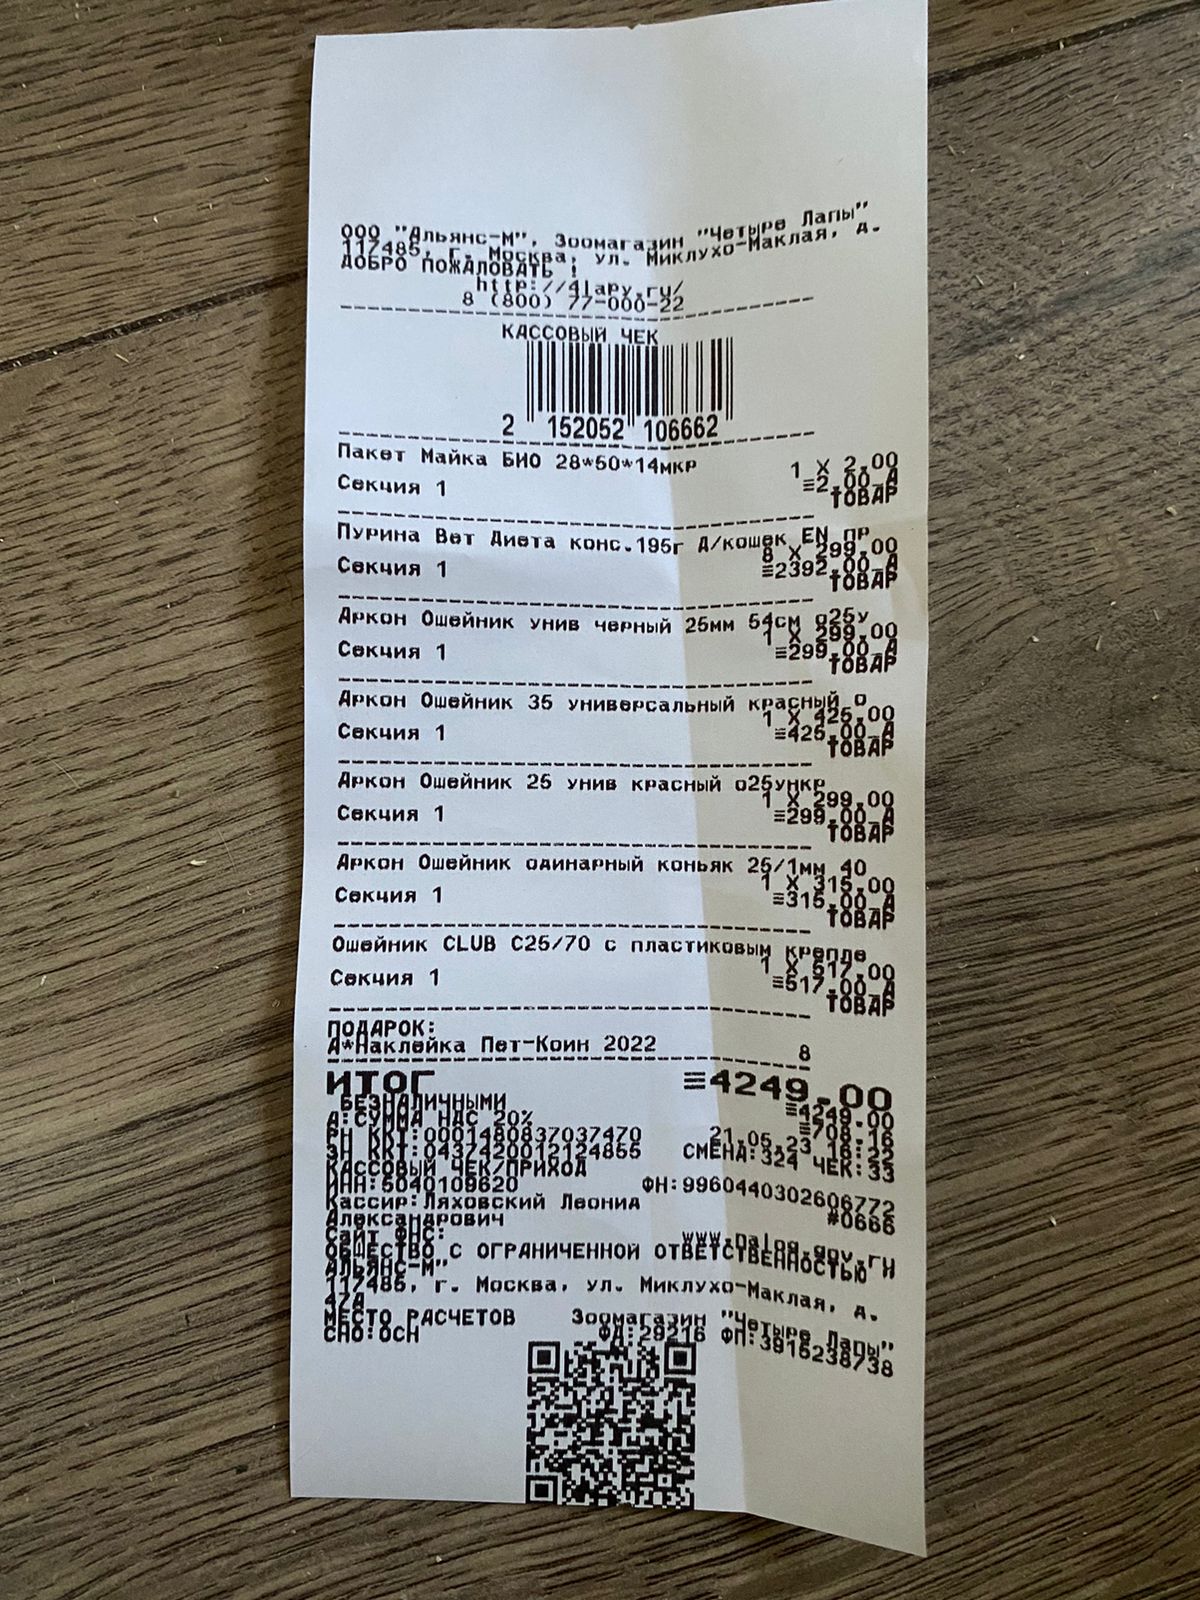 ООО "Альянс-М", Зоомагазин "Четыре Лапы"
117485, г. Москва, ул. Миклухо-Маклая, д.
ДОБРО ПОЖАЛОВАТЬ !
http://4lapy.ru/
8 (800) 77-000-22
КАССОВЫЙ ЧЕК
2 152052 106662
Пакет Майка БИО 28*50*14мкр
1 X 2.00
Секция 1 ≡2.00_А
ТОВАР
Пурина Вет Диета конс.195г д/кошек EN пр
8 X 299.00
Секция 1 ≡2392.00_А
ТОВАР
Аркон Ошейник унив черный 25мм 54см о25у
1 X 299.00
Секция 1 ≡299.00_А
ТОВАР
Аркон Ошейник 35 универсальный красный о
1 X 425.00
Секция 1 ≡425.00_А
ТОВАР
Аркон Ошейник 25 унив красный о25ункр
1 X 299.00
Секция 1 ≡299.00_А
ТОВАР
Аркон Ошейник одинарный коньяк 25/1мм 40
1 X 315.00
Секция 1 ≡315.00_А
ТОВАР
Ошейник CLUB С25/70 с пластиковым крепле
1 X 517.00
Секция 1 ≡517.00_А
ТОВАР
ПОДАРОК:
А*Наклейка Пет-Коин 2022 8
ИТОГ ≡4249.00
БЕЗНАЛИЧНЫМИ ≡4249.00
А:СУММА НДС 20% ≡708.16
РН ККТ:0001480837037470 21.05.23 16:22
ЗН ККТ:0437420012124855 СМЕНА:324 ЧЕК:33
КАССОВЫЙ ЧЕК/ПРИХОД
ИНН:5040109620 ФН:9960440302606772
Кассир:Ляховский Леонид #0666
Александрович
Сайт ФНС: www.nalog.gov.ru
ОБЩЕСТВО С ОГРАНИЧЕННОЙ ОТВЕТСТВЕННОСТЬЮ "
АЛЬЯНС-М"
117485, г. Москва, ул. Миклухо-Маклая, д.
47А
МЕСТО РАСЧЕТОВ Зоомагазин "Четыре Лапы"
СНО:ОСН ФД:29216 ФП:3915238738